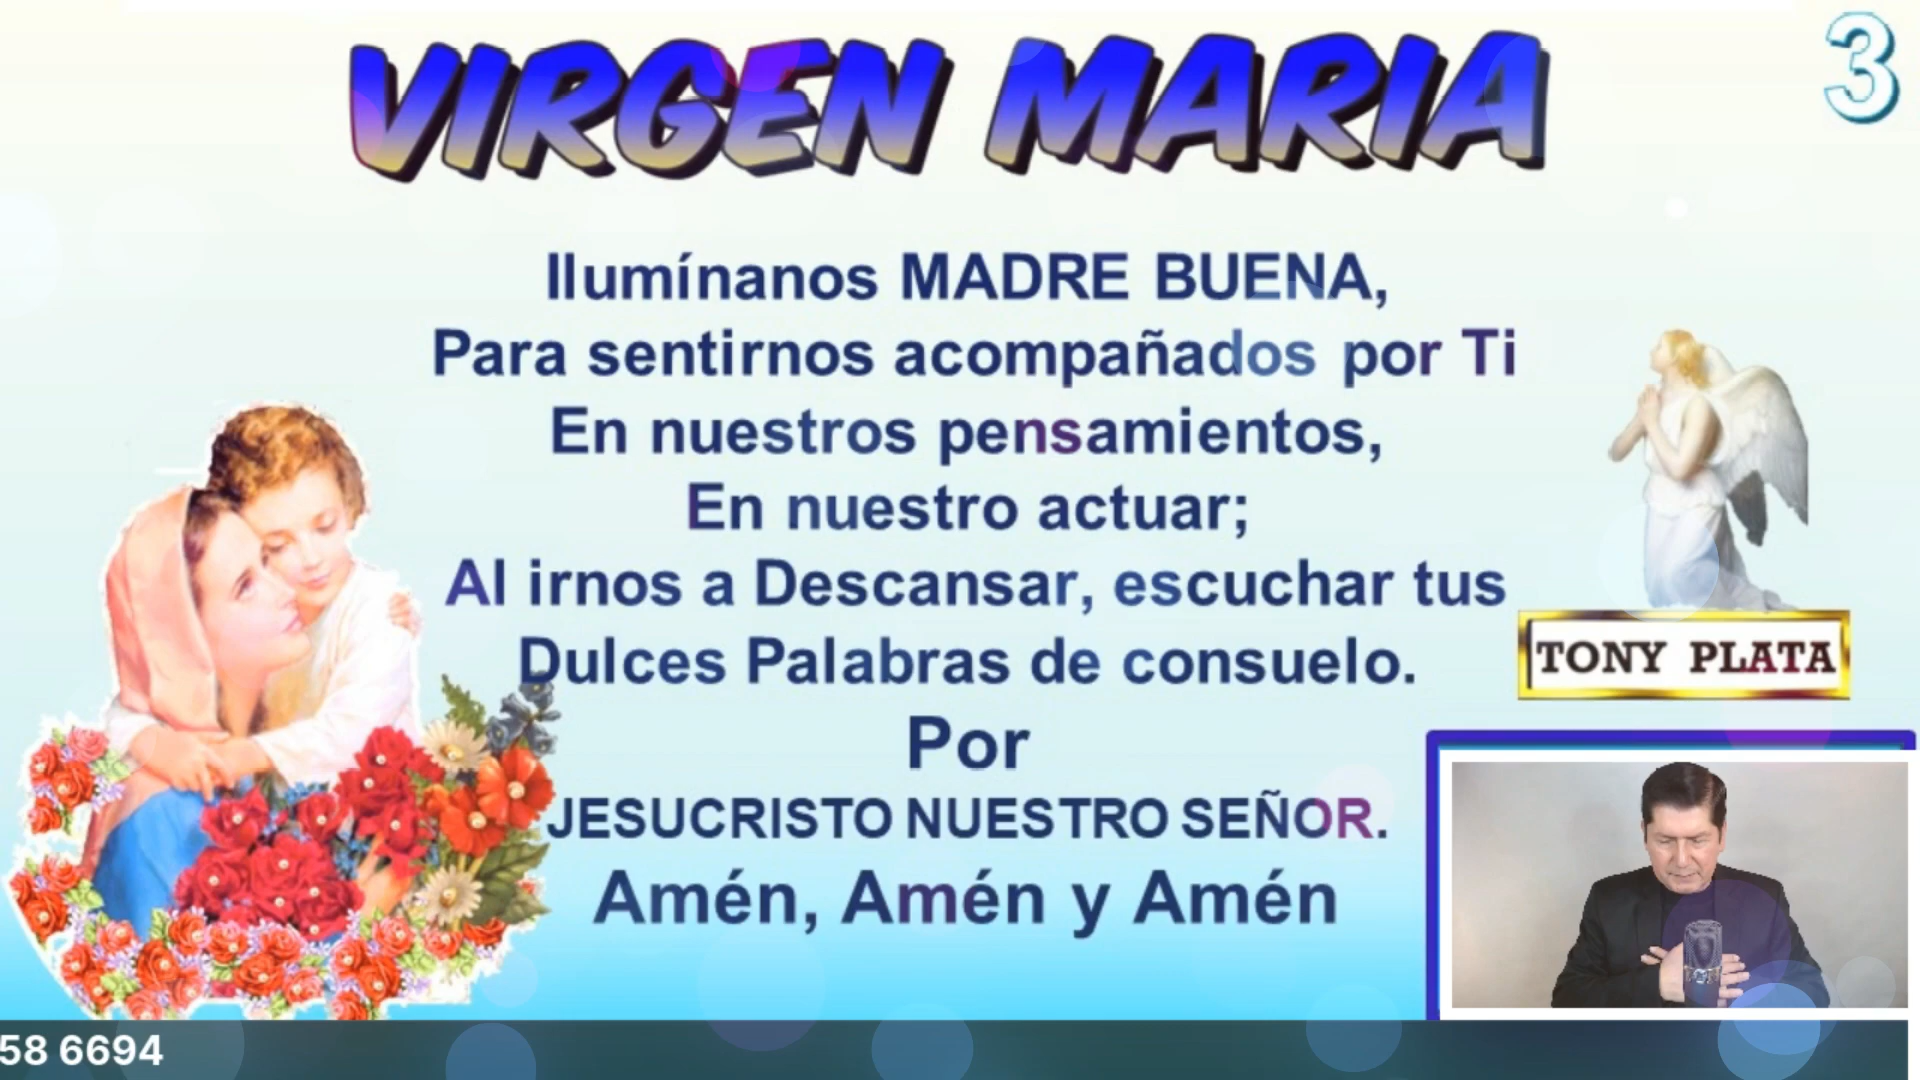 VIRGEN MARIA
3
Ilumínanos MADRE BUENA,
Para sentirnos acompañados por Ti
En nuestros pensamientos,
En nuestro actuar;
Al irnos a Descansar, escuchar tus
Dulces Palabras de consuelo.
Por
JESUCRISTO NUESTRO SEÑOR.
Amén, Amén y Amén
TONY PLATA
58 6694